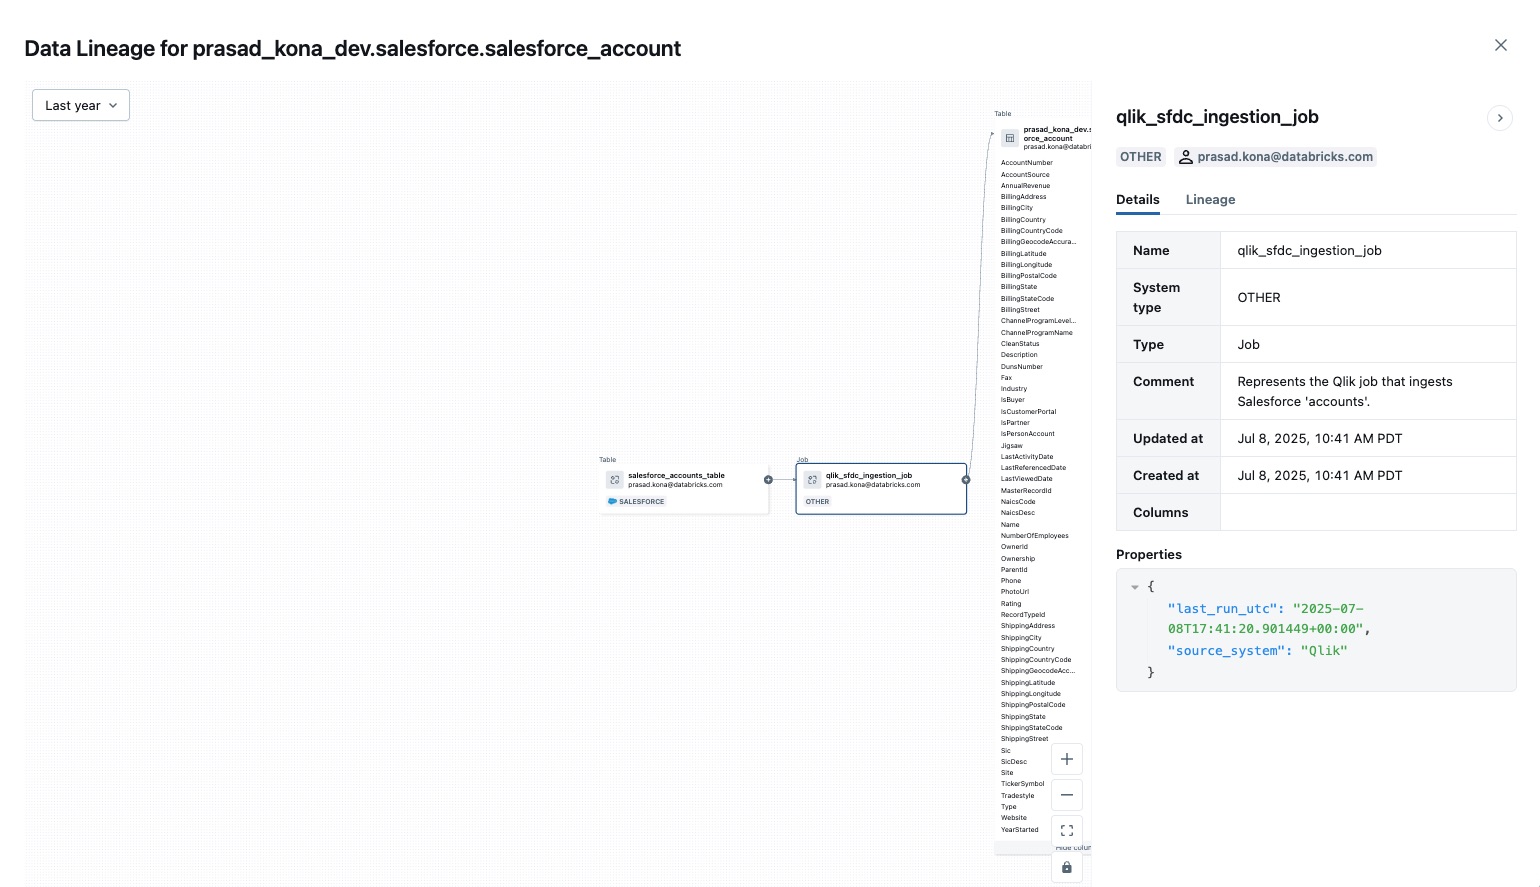 Data Lineage for prasad_kona_dev.salesforce.salesforce_account
Last year
Table
salesforce_accounts_table
prasad.kona@databricks.com
SALESFORCE
Job
qlik_sfdc_ingestion_job
prasad.kona@databricks.com
OTHER
Table
prasad_kona_dev.s
orce_account
prasad.kona@databri
AccountNumber
AccountSource
AnnualRevenue
BillingAddress
BillingCity
BillingCountry
BillingCountryCode
BillingGeocodeAccura...
BillingLatitude
BillingLongitude
BillingPostalCode
BillingState
BillingStateCode
BillingStreet
ChannelProgramLevel...
ChannelProgramName
CleanStatus
Description
DunsNumber
Fax
Industry
IsBuyer
IsCustomerPortal
IsPartner
IsPersonAccount
Jigsaw
LastActivityDate
LastReferencedDate
LastViewedDate
MasterRecordId
NaicsCode
NaicsDesc
Name
NumberOfEmployees
OwnerId
Ownership
ParentId
Phone
PhotoUrl
Rating
RecordTypeId
ShippingAddress
ShippingCity
ShippingCountry
ShippingCountryCode
ShippingGeocodeAcc...
ShippingLatitude
ShippingLongitude
ShippingPostalCode
ShippingState
ShippingStateCode
ShippingStreet
Sic
SicDesc
Site
TickerSymbol
Tradestyle
Type
Website
YearStarted
Hide colum
qlik_sfdc_ingestion_job
OTHER prasad.kona@databricks.com
Details Lineage
Name qlik_sfdc_ingestion_job
System
type OTHER
Type Job
Comment Represents the Qlik job that ingests
Salesforce 'accounts'.
Updated at Jul 8, 2025, 10:41 AM PDT
Created at Jul 8, 2025, 10:41 AM PDT
Columns
Properties
{
"last_run_utc": "2025-07-
08T17:41:20.901449+00:00",
"source_system": "Qlik"
}